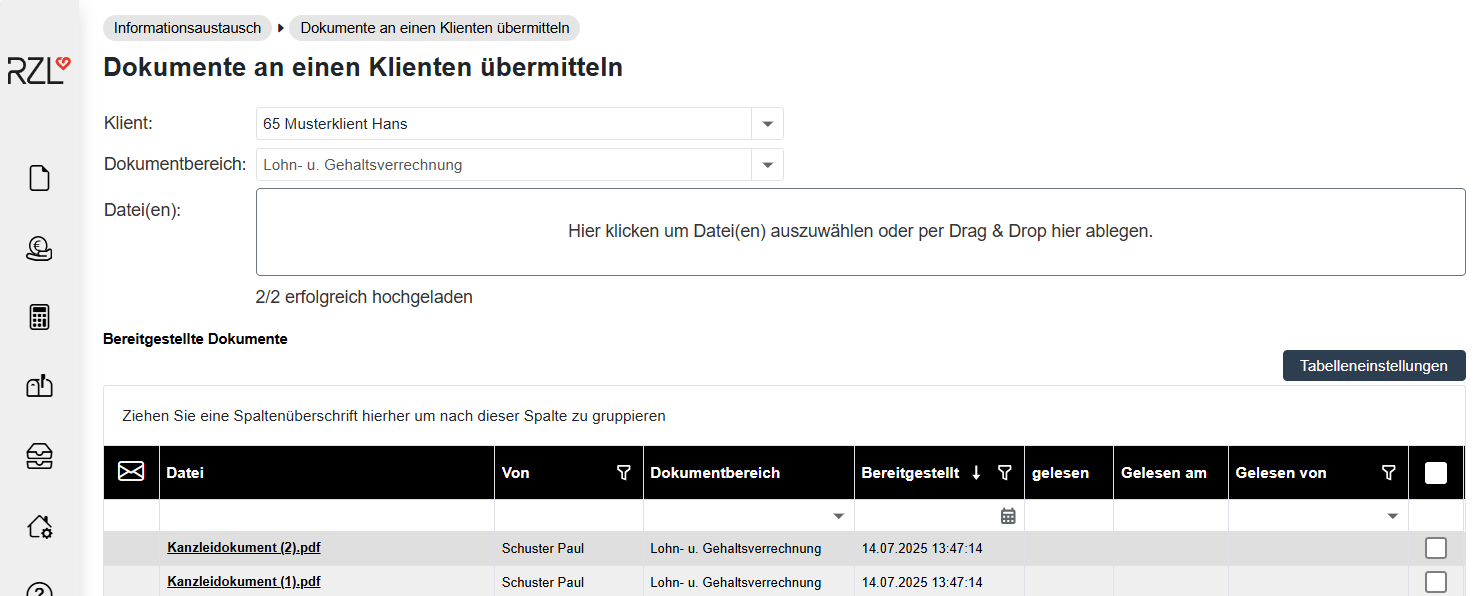 Informationsaustausch Dokumente an einen Klienten übermitteln
RZL
Dokumente an einen Klienten übermitteln
Klient: 65 Musterklient Hans
Dokumentbereich: Lohn- u. Gehaltsverrechnung
Datei(en):
Hier klicken um Datei(en) auszuwählen oder per Drag & Drop hier ablegen.
2/2 erfolgreich hochgeladen
Bereitgestellte Dokumente
Tabelleneinstellungen
Ziehen Sie eine Spaltenüberschrift hierher um nach dieser Spalte zu gruppieren
Datei Von Dokumentbereich Bereitgestellt gelesen Gelesen am Gelesen von
Kanzleidokument (2).pdf Schuster Paul Lohn- u. Gehaltsverrechnung 14.07.2025 13:47:14
Kanzleidokument (1).pdf Schuster Paul Lohn- u. Gehaltsverrechnung 14.07.2025 13:47:14